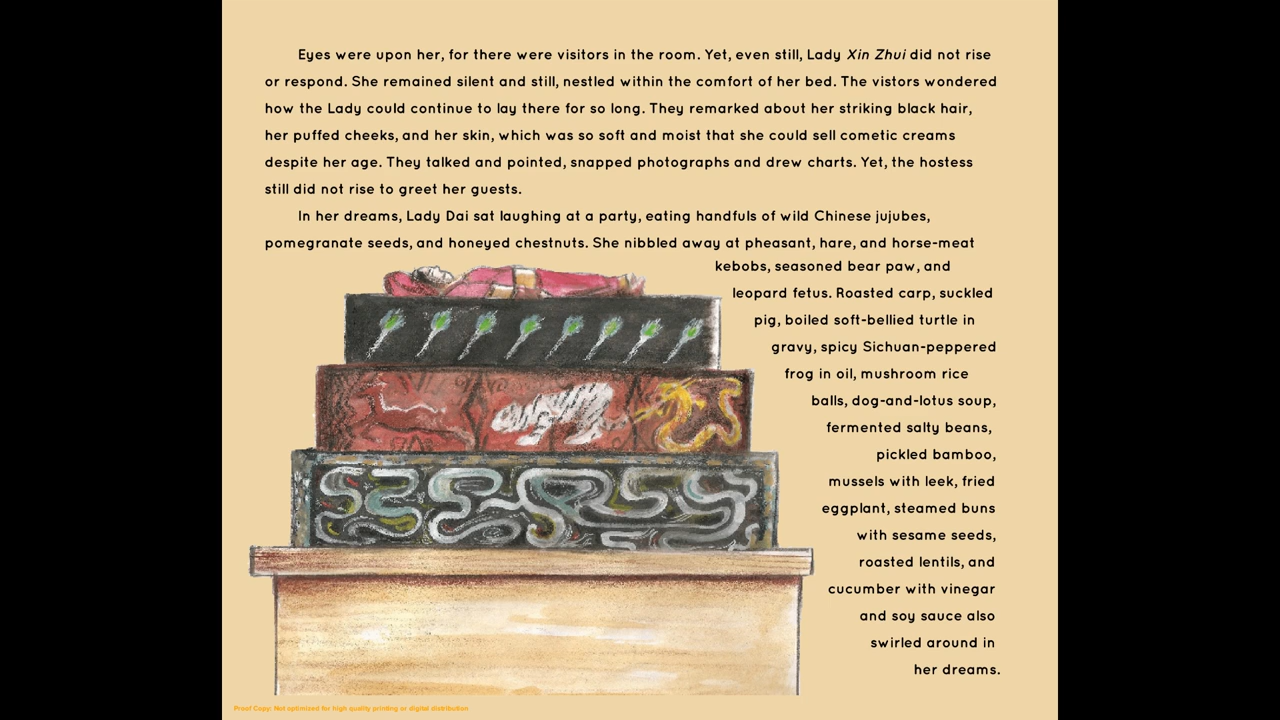 Eyes were upon her, for there were visitors in the room. Yet, even still, Lady Xin Zhui did not rise
or respond. She remained silent and still, nestled within the comfort of her bed. The vistors wondered
how the Lady could continue to lay there for so long. They remarked about her striking black hair,
her puffed cheeks, and her skin, which was so soft and moist that she could sell cometic creams
despite her age. They talked and pointed, snapped photographs and drew charts. Yet, the hostess
still did not rise to greet her guests.
In her dreams, Lady Dai sat laughing at a party, eating handfuls of wild Chinese jujubes,
pomegranate seeds, and honeyed chestnuts. She nibbled away at pheasant, hare, and horse-meat
kebobs, seasoned bear paw, and
leopard fetus. Roasted carp, suckled
pig, boiled soft-bellied turtle in
gravy, spicy Sichuan-peppered
frog in oil, mushroom rice
balls, dog-and-lotus soup,
fermented salty beans,
pickled bamboo,
mussels with leek, fried
eggplant, steamed buns
with sesame seeds,
roasted lentils, and
cucumber with vinegar
and soy sauce also
swirled around in
her dreams.
Proof Copy: Not optimized for high quality printing or digital distribution